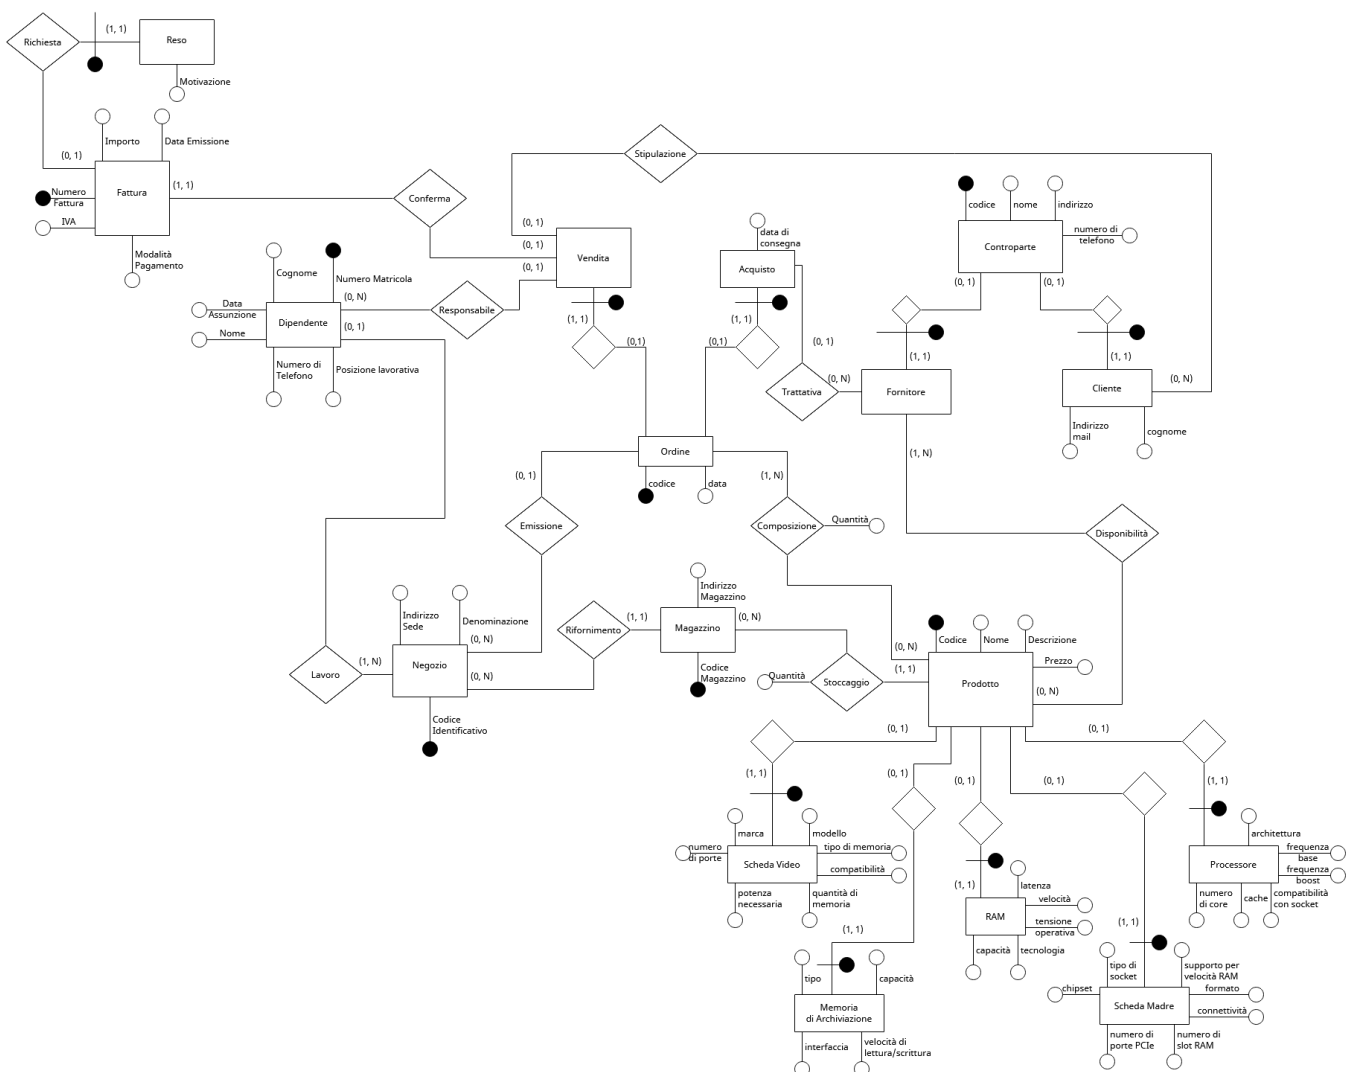 Richiesta
(1, 1)
Reso
Motivazione
Importo
Data Emissione
(0, 1)
Numero
Fattura
IVA
Fattura
(1, 1)
Modalità
Pagamento
Conferma
Stipulazione
(0, 1)
(0, 1)
(0, 1)
Vendita
(1, 1)
(0,1)
data di
consegna
Acquisto
(1, 1)
(0,1)
(0, 1)
Trattativa
(0, N)
codice
nome
indirizzo
Controparte
numero di
telefono
(0, 1)
(0, 1)
(1, 1)
(1, 1)
Fornitore
Cliente
(0, N)
Indirizzo
mail
cognome
(1, N)
Cognome
Numero Matricola
Data
Assunzione
Nome
Dipendente
(0, N)
(0, 1)
Responsabile
Numero di
Telefono
Posizione lavorativa
Ordine
codice
data
(0, 1)
(1, N)
Emissione
Composizione
Quantità
Disponibilità
Indirizzo
Sede
Denominazione
Lavoro
(1, N)
Negozio
(0, N)
(0, N)
Codice
Identificativo
Rifornimento
(1, 1)
Indirizzo
Magazzino
Magazzino
(0, N)
Codice
Magazzino
Quantità
Stoccaggio
(0, N)
(1, 1)
Codice
Nome
Descrizione
Prezzo
Prodotto
(0, N)
(0, 1)
(0, 1)
(0, 1)
(0, 1)
(0, 1)
(1, 1)
marca
modello
numero
di porte
Scheda Video
tipo di memoria
compatibilità
potenza
necessaria
quantità di
memoria
(1, 1)
tipo
capacità
Memoria
di Archiviazione
interfaccia
velocità di
lettura/scrittura
(1, 1)
latenza
RAM
velocità
tensione
operativa
capacità
tecnologia
(1, 1)
tipo di
socket
supporto per
velocità RAM
chipset
Scheda Madre
formato
connettività
numero di
porte PCIe
numero di
slot RAM
(1, 1)
architettura
Processore
frequenza
base
frequenza
boost
numero
di core
cache
compatibilità
con socket